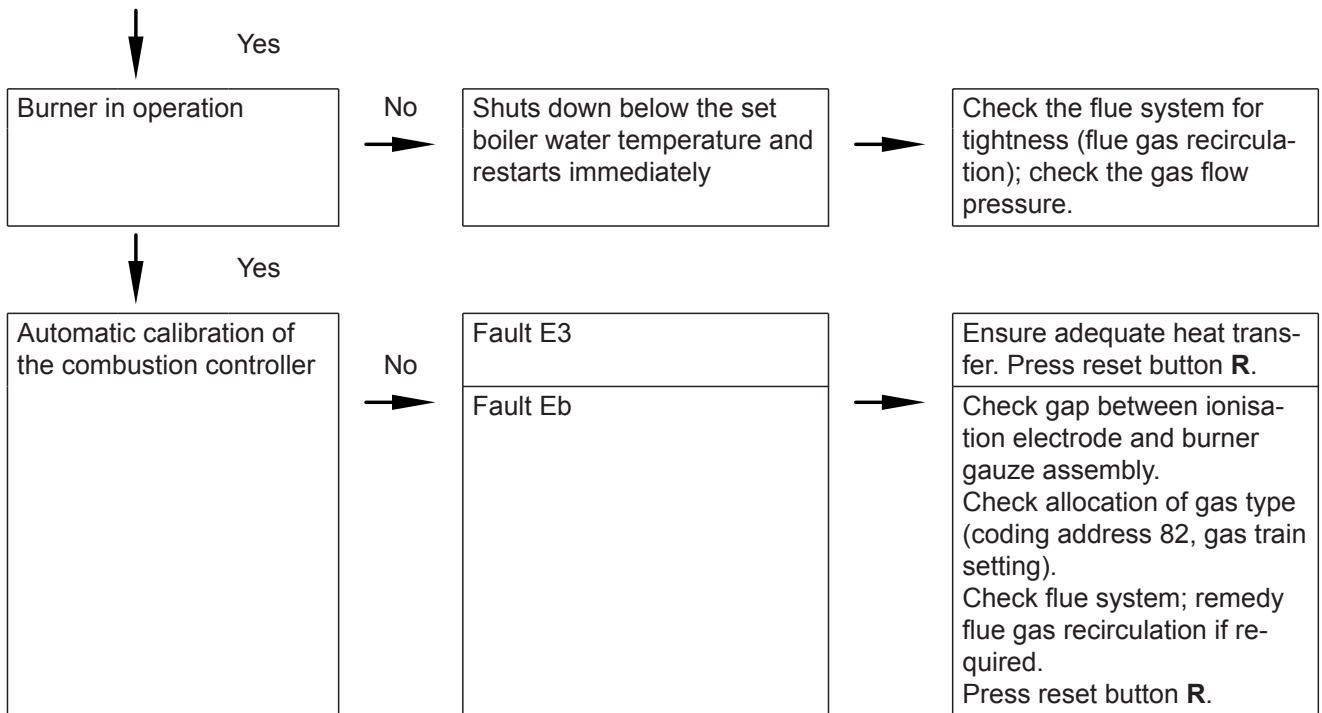 Yes
Burner in operation
No
Shuts down below the set
boiler water temperature and
restarts immediately
Check the flue system for
tightness (flue gas recircula-
tion); check the gas flow
pressure.
Yes
Automatic calibration of
the combustion controller
No
Fault E3
Ensure adequate heat trans-
fer. Press reset button R.
Fault Eb
Check gap between ionisa-
tion electrode and burner
gauze assembly.
Check allocation of gas type
(coding address 82, gas train
setting).
Check flue system; remedy
flue gas recirculation if re-
quired.
Press reset button R.